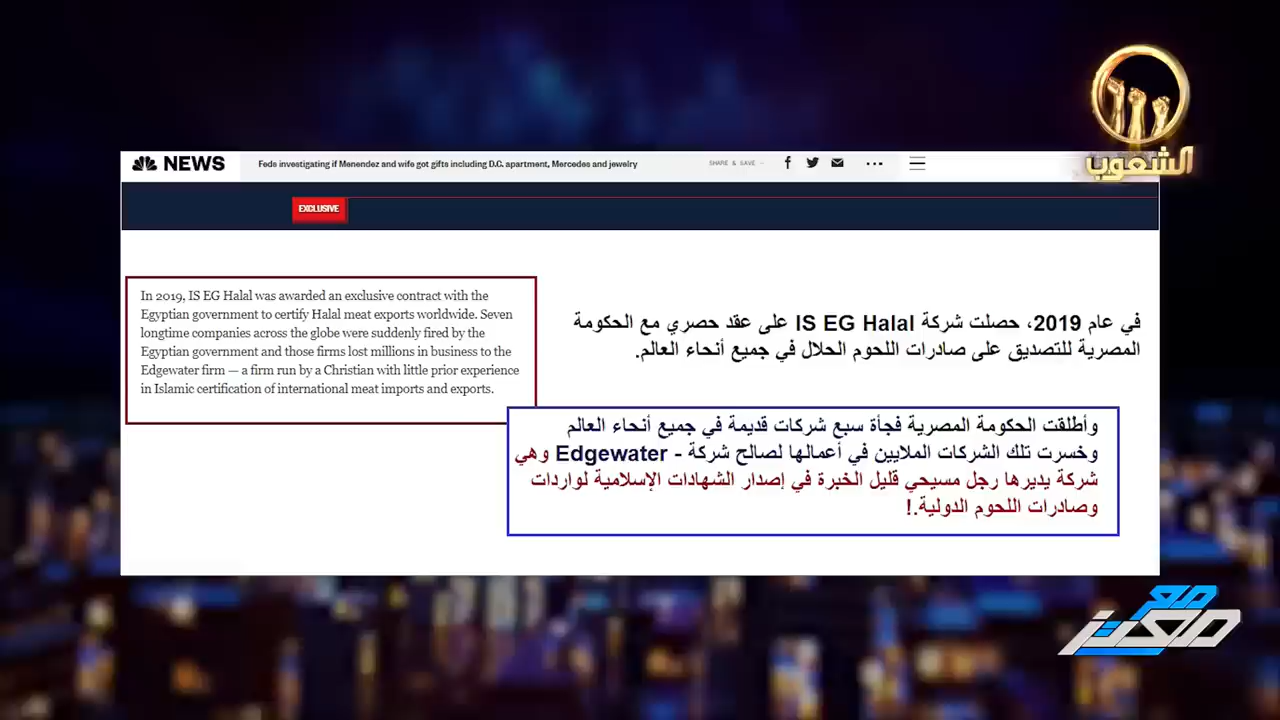 الشعوب
NEWS
Feds investigating if Menendez and wife got gifts including D.C. apartment, Mercedes and jewelry
SHARE & SAVE
EXCLUSIVE
In 2019, IS EG Halal was awarded an exclusive contract with the
Egyptian government to certify Halal meat exports worldwide. Seven
longtime companies across the globe were suddenly fired by the
Egyptian government and those firms lost millions in business to the
Edgewater firm — a firm run by a Christian with little prior experience
in Islamic certification of international meat imports and exports.
في عام 2019، حصلت شركة IS EG Halal على عقد حصري مع الحكومة
المصرية للتصديق على صادرات اللحوم الحلال في جميع أنحاء العالم.
وأطلقت الحكومة المصرية فجأة سبع شركات قديمة في جميع أنحاء العالم
وخسرت تلك الشركات الملايين في أعمالها لصالح شركة - Edgewater وهي
شركة يديرها رجل مسيحي قليل الخبرة في إصدار الشهادات الإسلامية لواردات
وصادرات اللحوم الدولية.!
مع
معتز